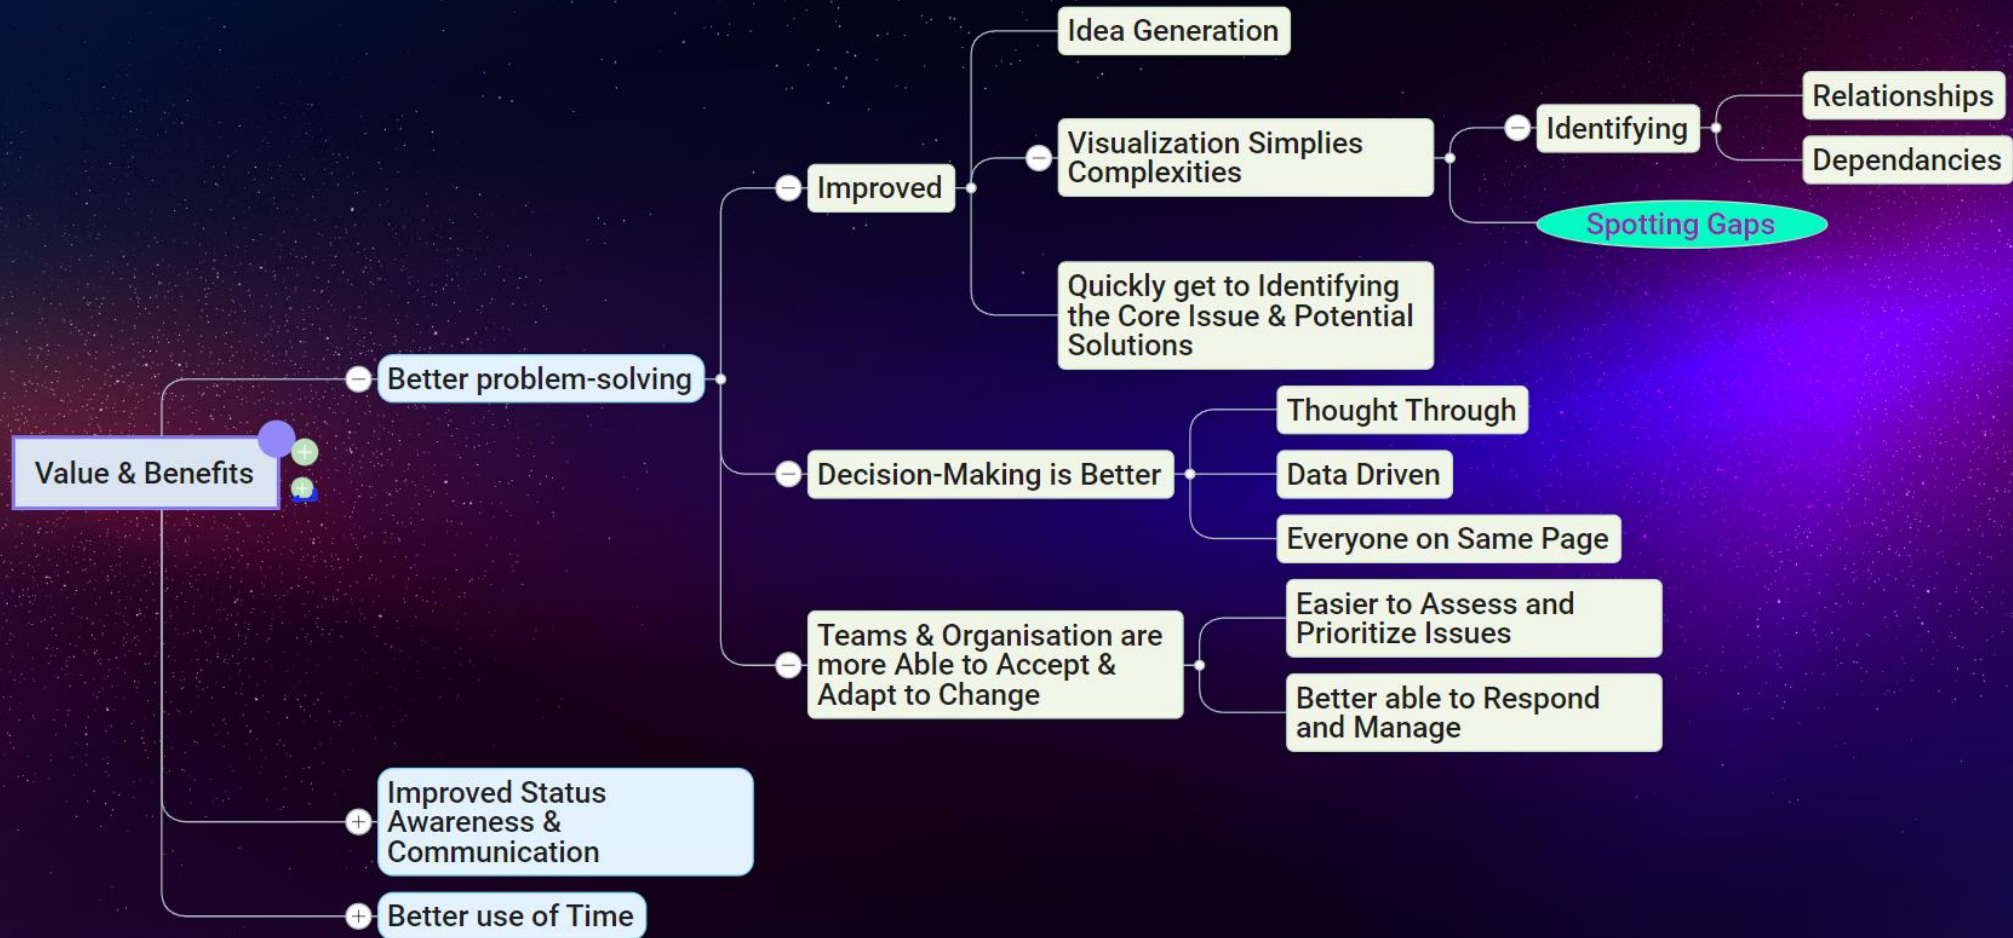 Value & Benefits
Better problem-solving
Improved
Idea Generation
Visualization Simplies
Complexities
Identifying
Relationships
Dependancies
Spotting Gaps
Quickly get to Identifying
the Core Issue & Potential
Solutions
Decision-Making is Better
Thought Through
Data Driven
Everyone on Same Page
Teams & Organisation are
more Able to Accept &
Adapt to Change
Easier to Assess and
Prioritize Issues
Better able to Respond
and Manage
Improved Status
Awareness &
Communication
Better use of Time